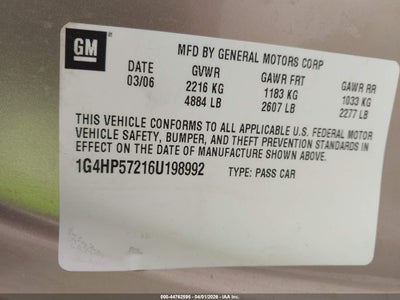 GM
MFD BY GENERAL MOTORS CORP
DATE GVWR GAWR FRT GAWR RR
03/06 2216 KG 1183 KG 1033 KG
4884 LB 2607 LB 2277 LB
THIS VEHICLE CONFORMS TO ALL APPLICABLE U.S. FEDERAL MOTOR
VEHICLE SAFETY, BUMPER, AND THEFT PREVENTION STANDARDS IN
EFFECT ON THE DATE OF MANUFACTURE SHOWN ABOVE.
1G4HP57216U198992 TYPE: PASS CAR
000-44762595 - 04/01/2026 - IAA Inc.